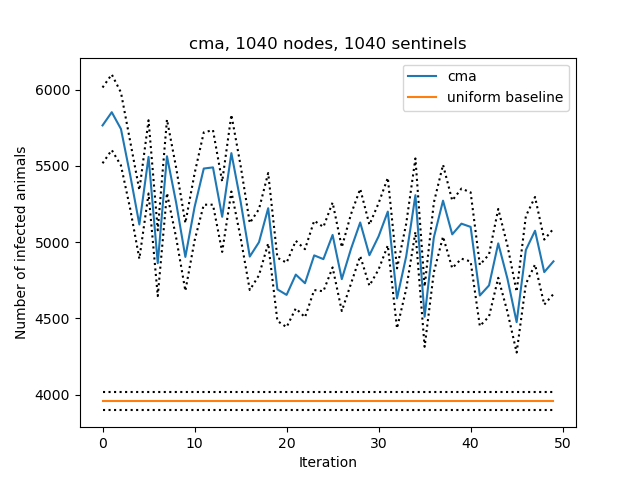 cma, 1040 nodes, 1040 sentinels
cma
uniform baseline
Number of infected animals
6000
5500
5000
4500
4000
0 10 20 30 40 50
Iteration